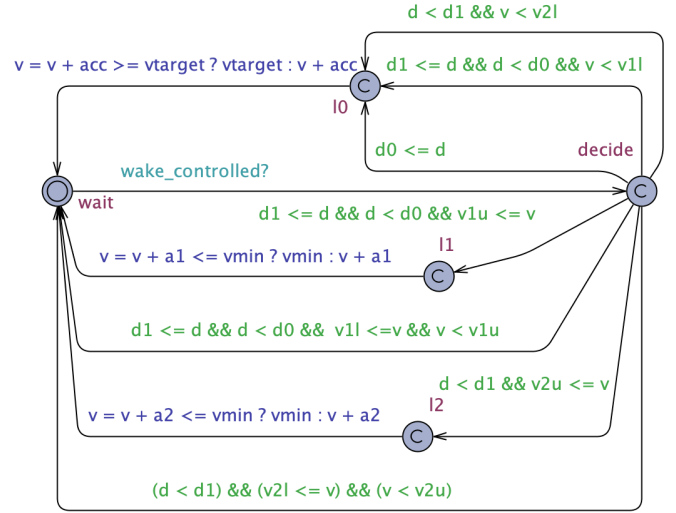 d < d1 && v < v2l
v = v + acc >= vtarget ? vtarget : v + acc
d1 <= d && d < d0 && v < v1l
C
l0
d0 <= d
decide
wake_controlled?
C
wait
d1 <= d && d < d0 && v1u <= v
l1
v = v + a1 <= vmin ? vmin : v + a1
C
d1 <= d && d < d0 && v1l <=v && v < v1u
d < d1 && v2u <= v
l2
v = v + a2 <= vmin ? vmin : v + a2
C
(d < d1) && (v2l <= v) && (v < v2u)